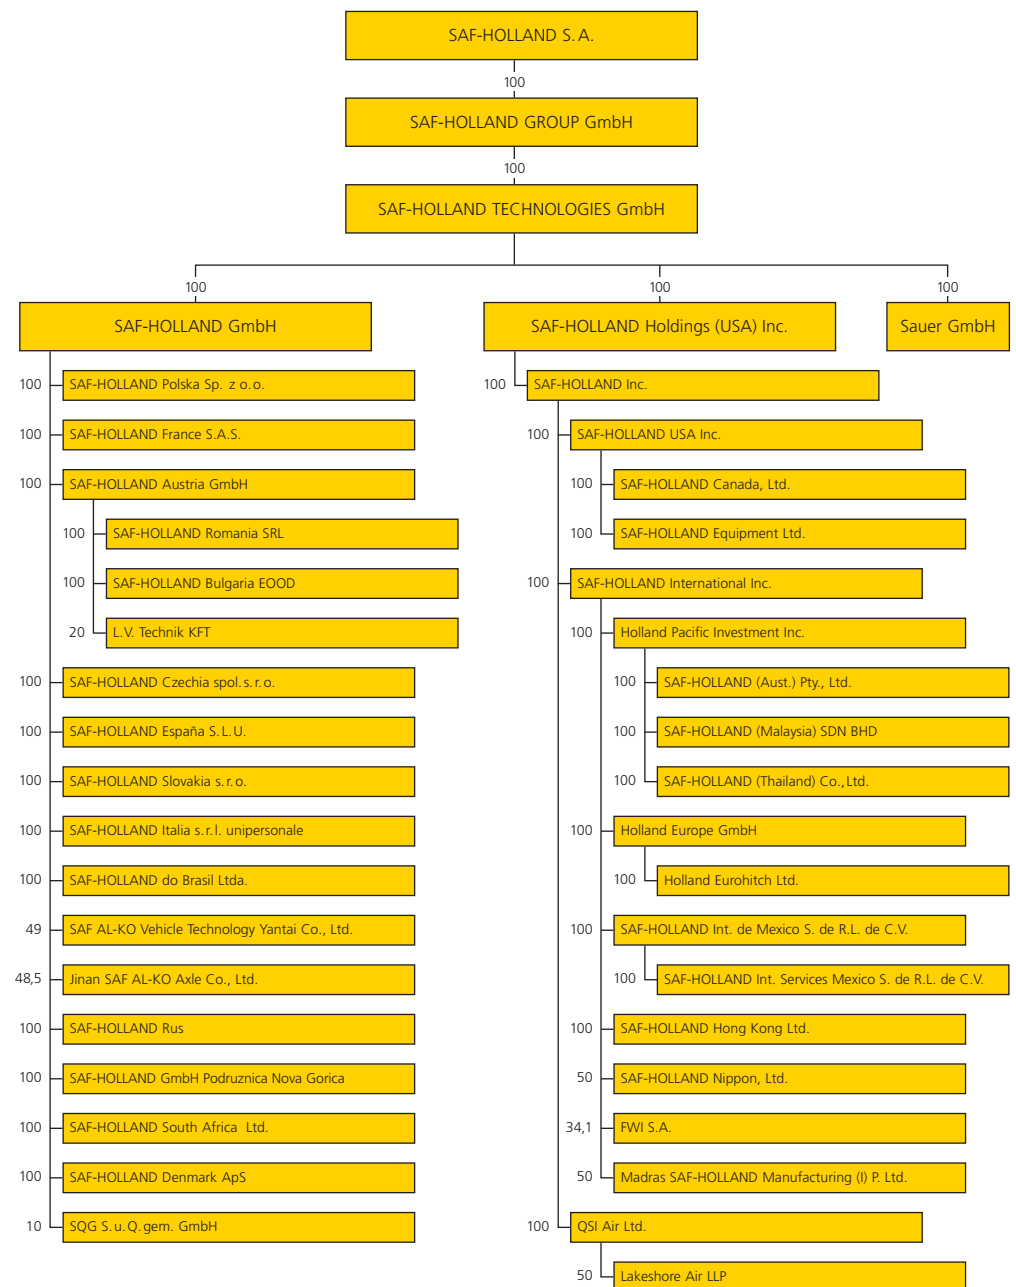 SAF-HOLLAND S.A.
100
SAF-HOLLAND GROUP GmbH
100
SAF-HOLLAND TECHNOLOGIES GmbH
100
100
100
SAF-HOLLAND GmbH
SAF-HOLLAND Holdings (USA) Inc.
Sauer GmbH
100 SAF-HOLLAND Polska Sp. z o.o.
100 SAF-HOLLAND France S.A.S.
100 SAF-HOLLAND Austria GmbH
100 SAF-HOLLAND Romania SRL
100 SAF-HOLLAND Bulgaria EOOD
20 L.V. Technik KFT
100 SAF-HOLLAND Czechia spol.s.r.o.
100 SAF-HOLLAND España S.L.U.
100 SAF-HOLLAND Slovakia s.r.o.
100 SAF-HOLLAND Italia s.r.l. unipersonale
100 SAF-HOLLAND do Brasil Ltda.
49 SAF AL-KO Vehicle Technology Yantai Co., Ltd.
48,5 Jinan SAF AL-KO Axle Co., Ltd.
100 SAF-HOLLAND Rus
100 SAF-HOLLAND GmbH Podruznica Nova Gorica
100 SAF-HOLLAND South Africa Ltd.
100 SAF-HOLLAND Denmark ApS
10 SQG S.u.Q.gem. GmbH
100 SAF-HOLLAND Inc.
100 SAF-HOLLAND USA Inc.
100 SAF-HOLLAND Canada, Ltd.
100 SAF-HOLLAND Equipment Ltd.
100 SAF-HOLLAND International Inc.
100 Holland Pacific Investment Inc.
100 SAF-HOLLAND (Aust.) Pty., Ltd.
100 SAF-HOLLAND (Malaysia) SDN BHD
100 SAF-HOLLAND (Thailand) Co.,Ltd.
100 Holland Europe GmbH
100 Holland Eurohitch Ltd.
100 SAF-HOLLAND Int. de Mexico S. de R.L. de C.V.
100 SAF-HOLLAND Int. Services Mexico S. de R.L. de C.V.
100 SAF-HOLLAND Hong Kong Ltd.
50 SAF-HOLLAND Nippon, Ltd.
34,1 FWI S.A.
50 Madras SAF-HOLLAND Manufacturing (I) P. Ltd.
100 QSI Air Ltd.
50 Lakeshore Air LLP